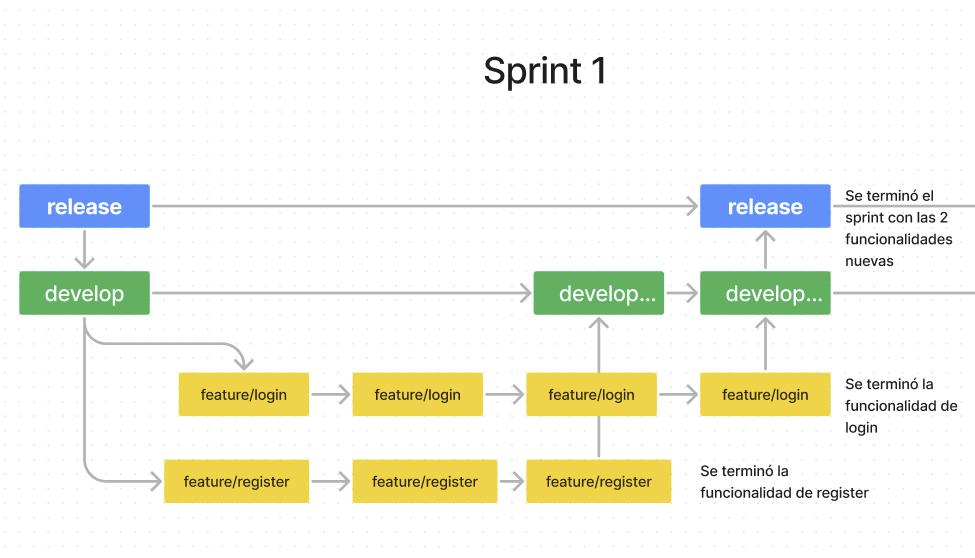 Sprint 1
release
release
Se terminó el
sprint con las 2
funcionalidades
nuevas
develop
develop...
develop...
feature/login
feature/login
feature/login
feature/login
Se terminó la
funcionalidad de
login
feature/register
feature/register
feature/register
Se terminó la
funcionalidad de register